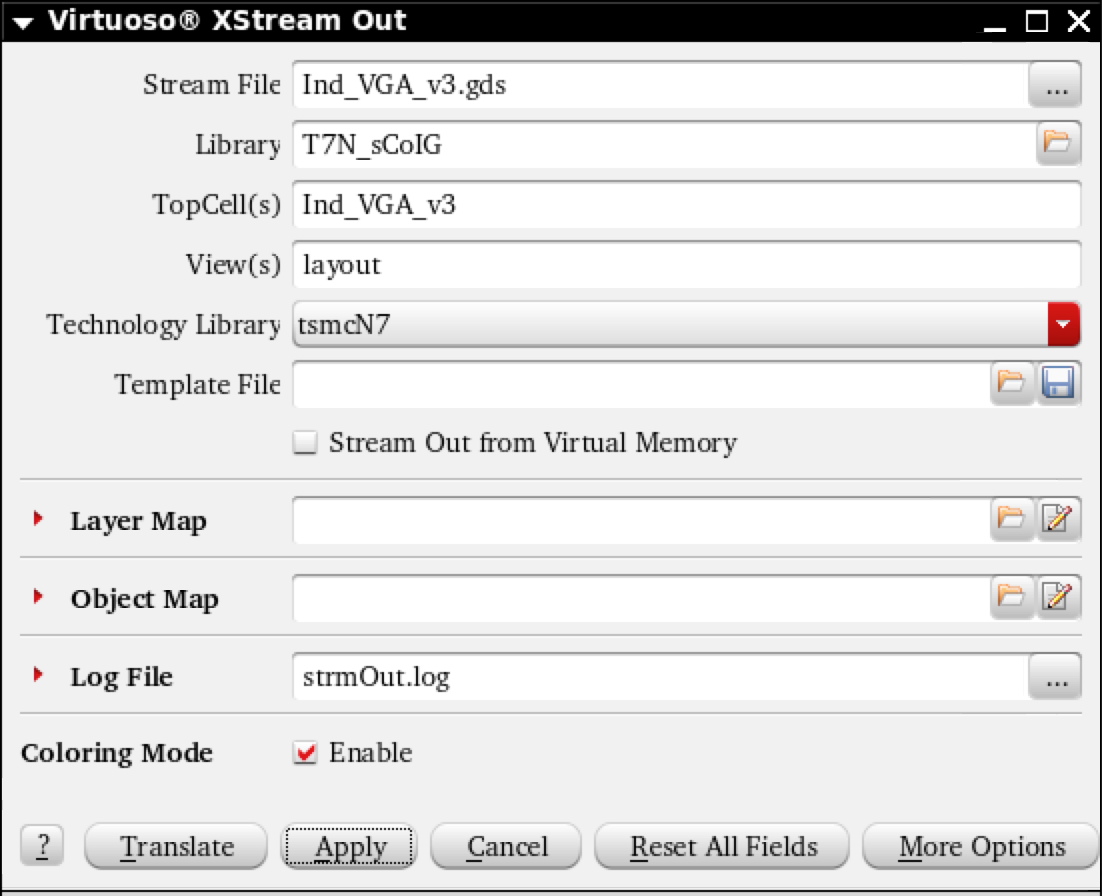 Virtuoso® XStream Out
Stream File Ind_VGA_v3.gds ...
Library T7N_sCoIG
TopCell(s) Ind_VGA_v3
View(s) layout
Technology Library tsmcN7
Template File
Stream Out from Virtual Memory
Layer Map
Object Map
Log File strmOut.log ...
Coloring Mode Enable
? Translate Apply Cancel Reset All Fields More Options